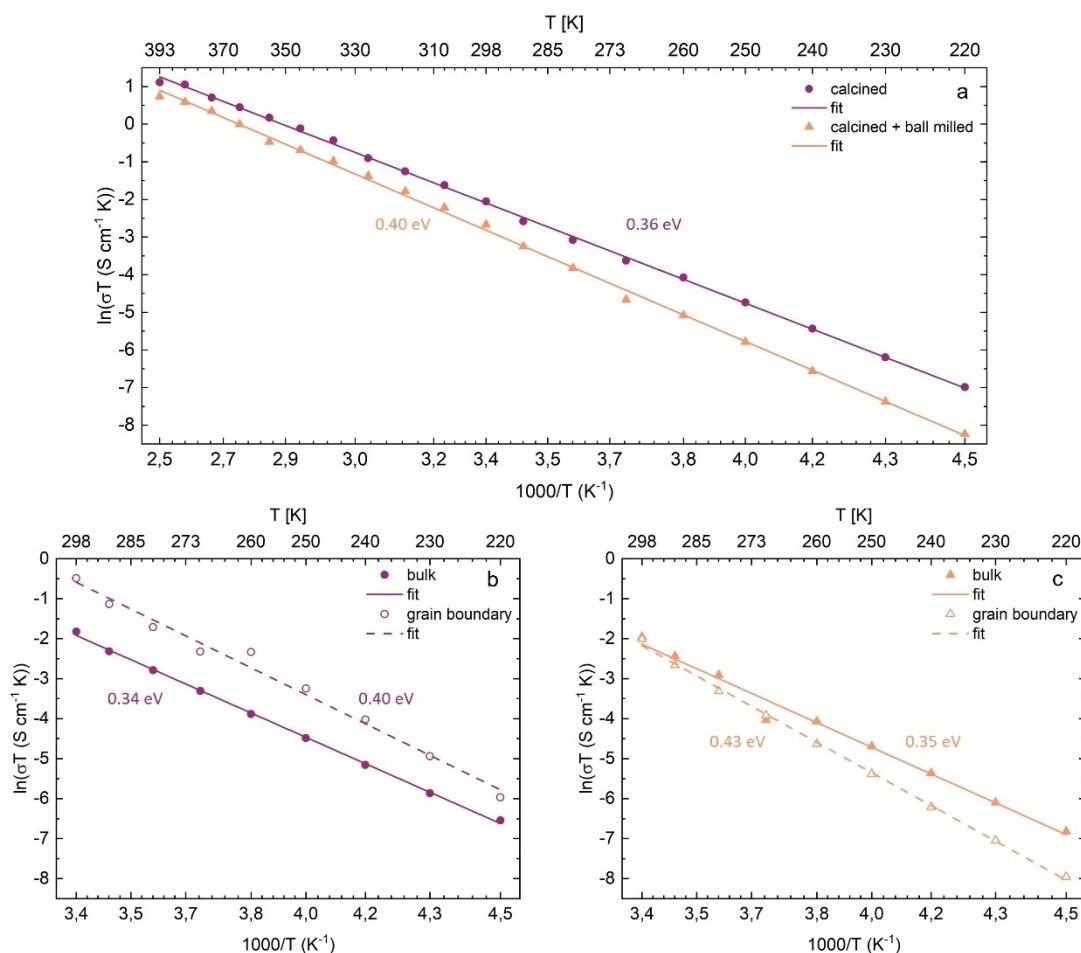 T [K]
393 370 350 330 310 298 285 273 260 250 240 230 220
a
calcined
fit
calcined + ball milled
fit
0.40 eV
0.36 eV
1
0
-1
-2
-3
-4
-5
-6
-7
-8
ln(σT (S cm⁻¹ K))
2,5 2,7 2,9 3,0 3,2 3,4 3,6 3,7 3,8 4,0 4,2 4,3 4,5
1000/T (K⁻¹)
T [K]
298 285 273 260 250 240 230 220
b
bulk
fit
grain boundary
fit
0.34 eV
0.40 eV
0
-1
-2
-3
-4
-5
-6
-7
-8
ln(σT (S cm⁻¹ K))
3,4 3,5 3,7 3,8 4,0 4,2 4,3 4,5
1000/T (K⁻¹)
T [K]
298 285 273 260 250 240 230 220
c
bulk
fit
grain boundary
fit
0.43 eV
0.35 eV
0
-1
-2
-3
-4
-5
-6
-7
-8
ln(σT (S cm⁻¹ K))
3,4 3,5 3,7 3,8 4,0 4,2 4,3 4,5
1000/T (K⁻¹)